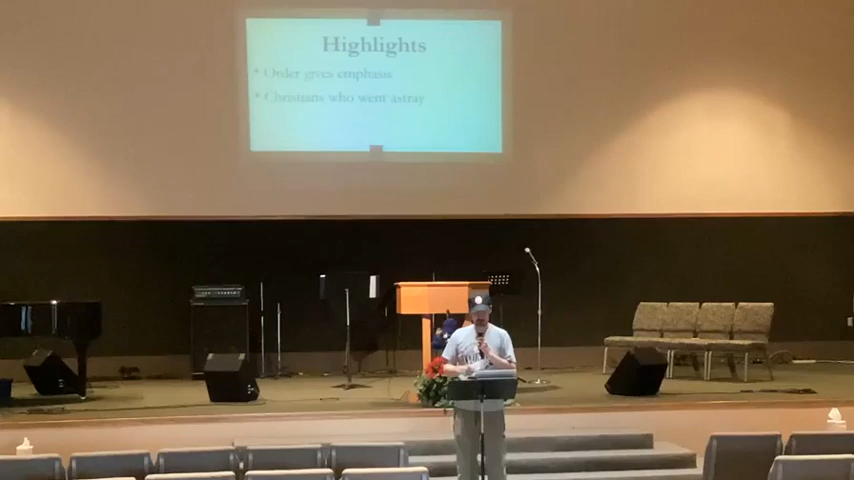 Highlights
* Order gives emphasis
* Christians who went astray